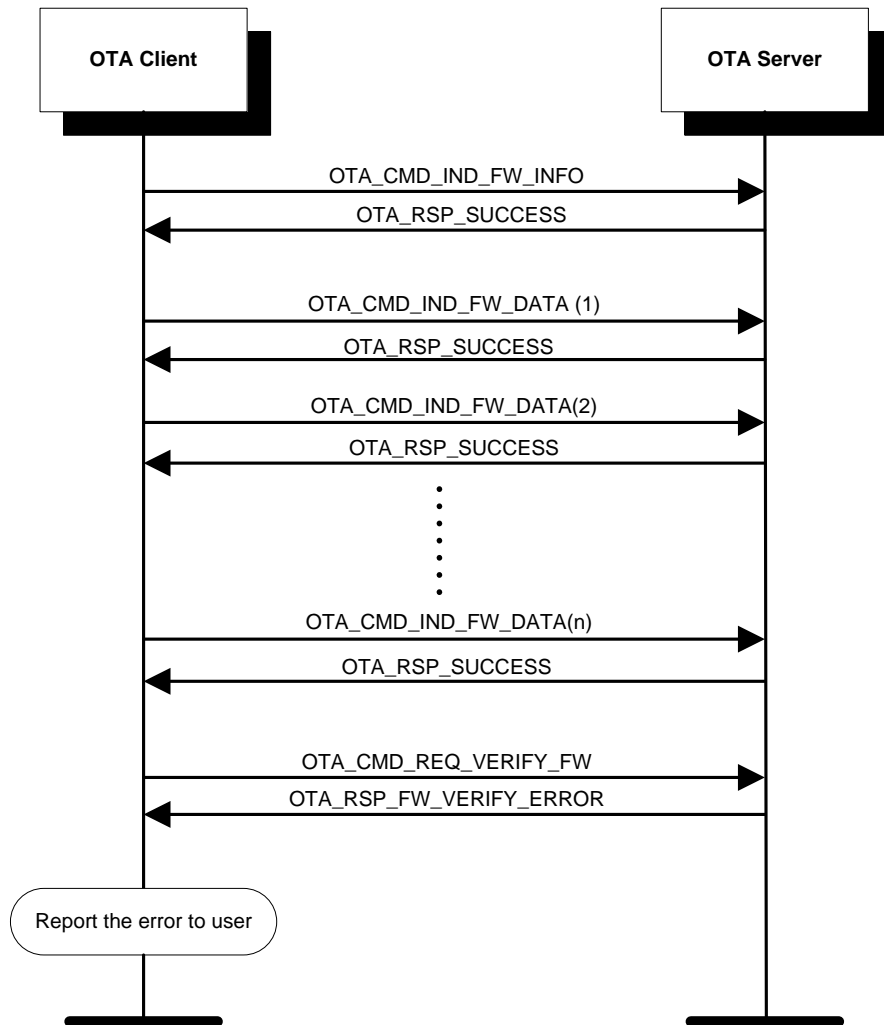 OTA Client
OTA Server
OTA_CMD_IND_FW_INFO
OTA_RSP_SUCCESS
OTA_CMD_IND_FW_DATA (1)
OTA_RSP_SUCCESS
OTA_CMD_IND_FW_DATA(2)
OTA_RSP_SUCCESS
OTA_CMD_IND_FW_DATA(n)
OTA_RSP_SUCCESS
OTA_CMD_REQ_VERIFY_FW
OTA_RSP_FW_VERIFY_ERROR
Report the error to user